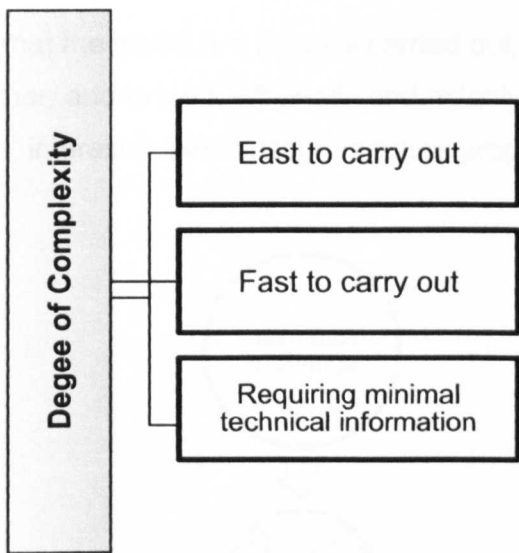 Degee of Complexity
East to carry out
Fast to carry out
Requiring minimal
technical information